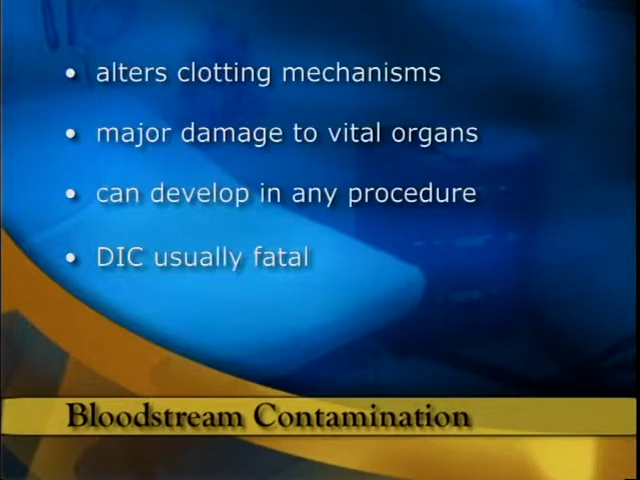 • alters clotting mechanisms
• major damage to vital organs
• can develop in any procedure
• DIC usually fatal
Bloodstream Contamination